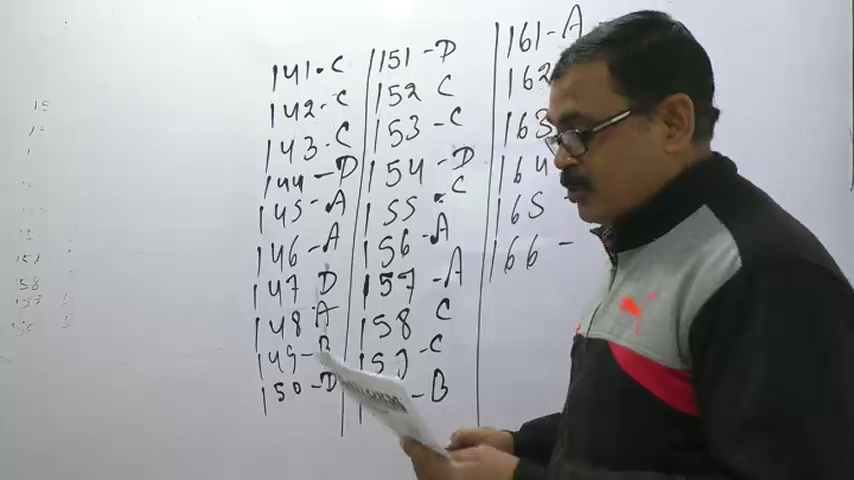 141. C
142. C
143. C
144 - D
145. A
146 - A
147 D
148 A
149 - B
150 - D
151 - D
152 C
153 - C
154 - D
155. C
156 - A
157 - A
158 C
159 - C
- B
161 - A
162
163
164
165
166 -